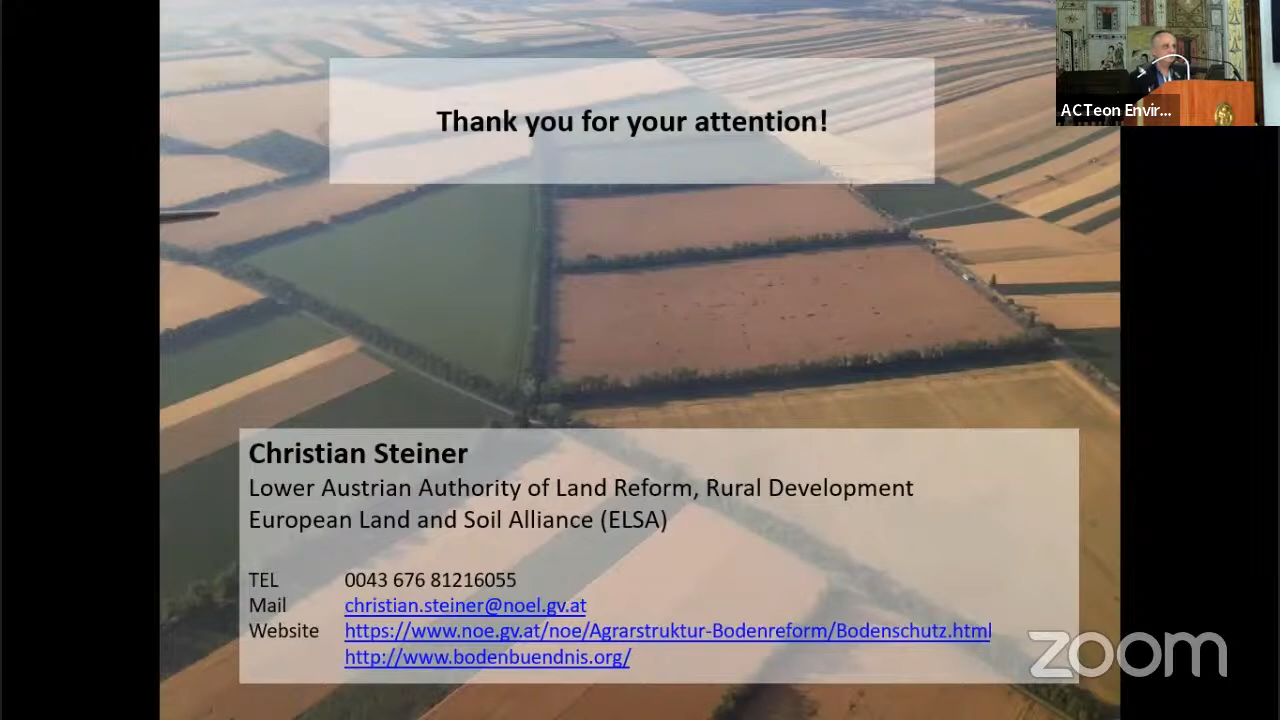 Thank you for your attention!
ACTeon Envir...
Christian Steiner
Lower Austrian Authority of Land Reform, Rural Development
European Land and Soil Alliance (ELSA)
TEL 0043 676 81216055
Mail christian.steiner@noel.gv.at
Website https://www.noe.gv.at/noe/Agrarstruktur-Bodenreform/Bodenschutz.html
http://www.bodenbuendnis.org/
zoom